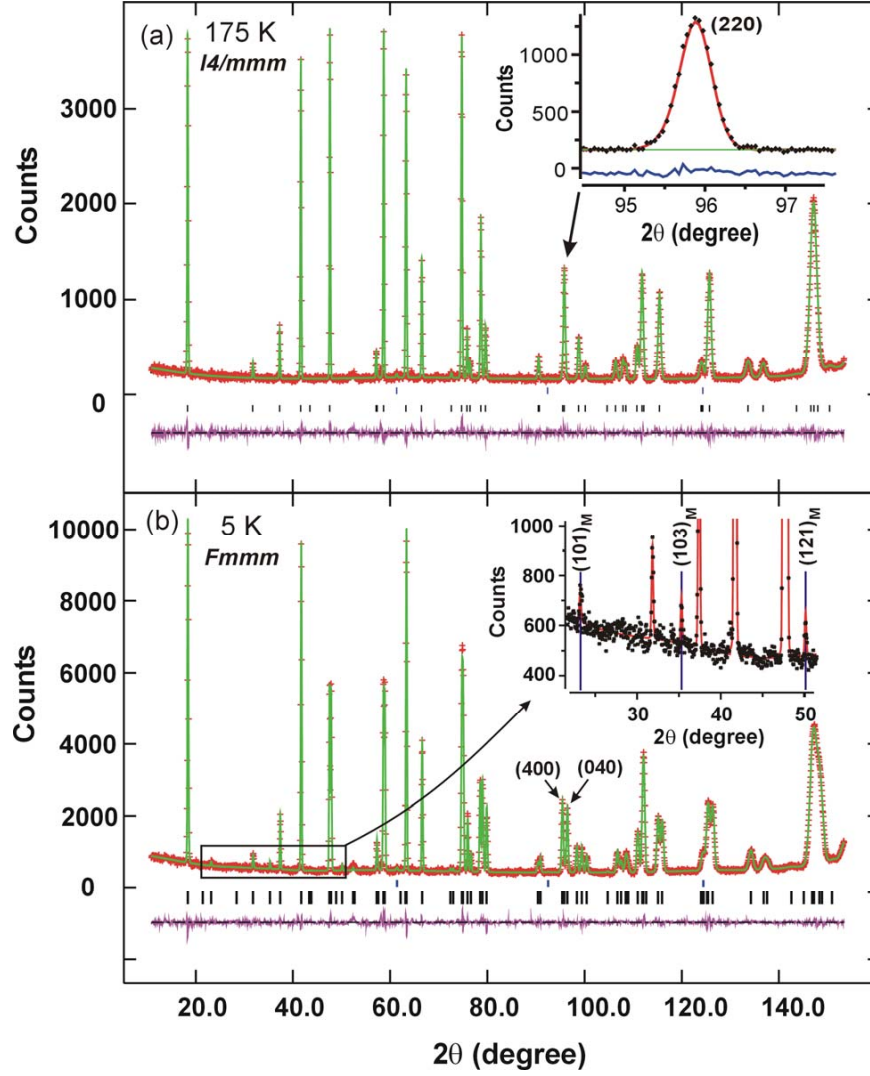 (a)
175 K
I4/mmm
Counts
3000
2000
1000
0
(220)
Counts
1000
500
0
95 96 97
2θ (degree)
(b)
5 K
Fmmm
Counts
10000
8000
6000
4000
2000
0
(101)M
(103)M
(121)M
Counts
1000
800
600
400
30 40 50
2θ (degree)
(400)
(040)
20.0 40.0 60.0 80.0 100.0 120.0 140.0
2θ (degree)